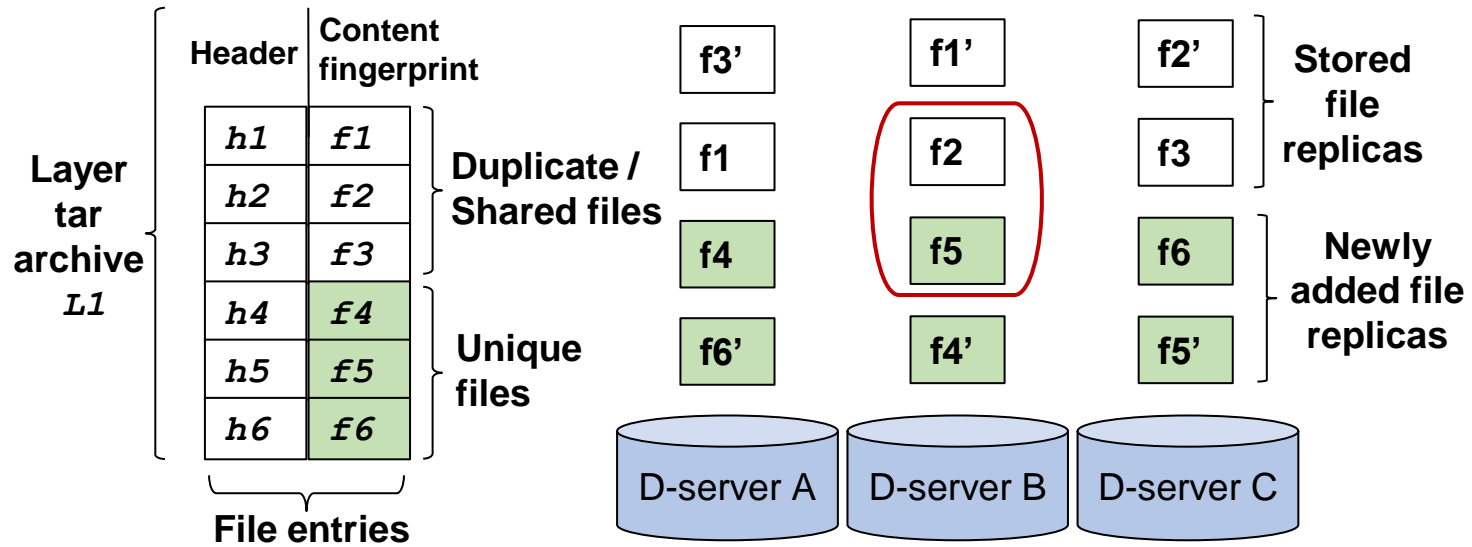 Layer
tar
archive
L1
Header
Content
fingerprint
h1 f1
h2 f2
h3 f3
h4 f4
h5 f5
h6 f6
File entries
Duplicate /
Shared files
Unique
files
f3’ f1’ f2’
f1 f2 f3
f4 f5 f6
f6’ f4’ f5’
D-server A D-server B D-server C
Stored
file
replicas
Newly
added file
replicas